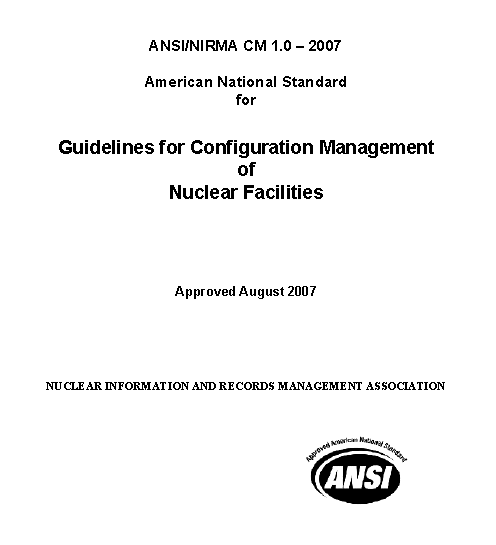 ANSI/NIRMA CM 1.0 – 2007
American National Standard
for
Guidelines for Configuration Management
of
Nuclear Facilities
Approved August 2007
NUCLEAR INFORMATION AND RECORDS MANAGEMENT ASSOCIATION
Approved American National Standard
ANSI